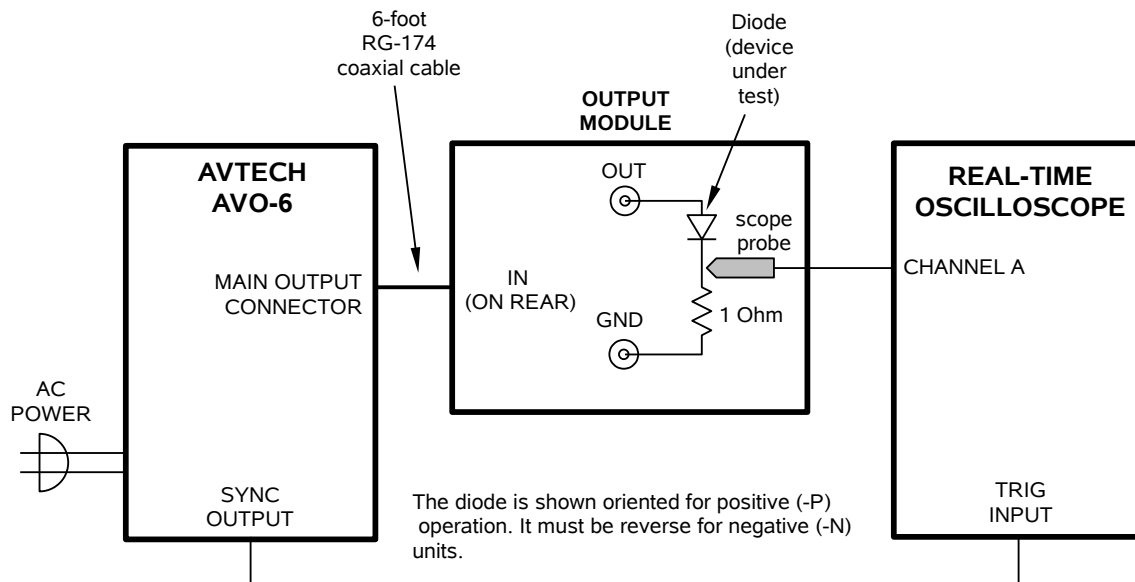 6-foot
RG-174
coaxial cable
Diode
(device
under
test)
OUTPUT
MODULE
AVTECH
AVO-6
MAIN OUTPUT
CONNECTOR
SYNC
OUTPUT
AC
POWER
IN
(ON REAR)
OUT
GND
scope
probe
1 Ohm
REAL-TIME
OSCILLOSCOPE
CHANNEL A
TRIG
INPUT
The diode is shown oriented for positive (-P)
operation. It must be reverse for negative (-N)
units.